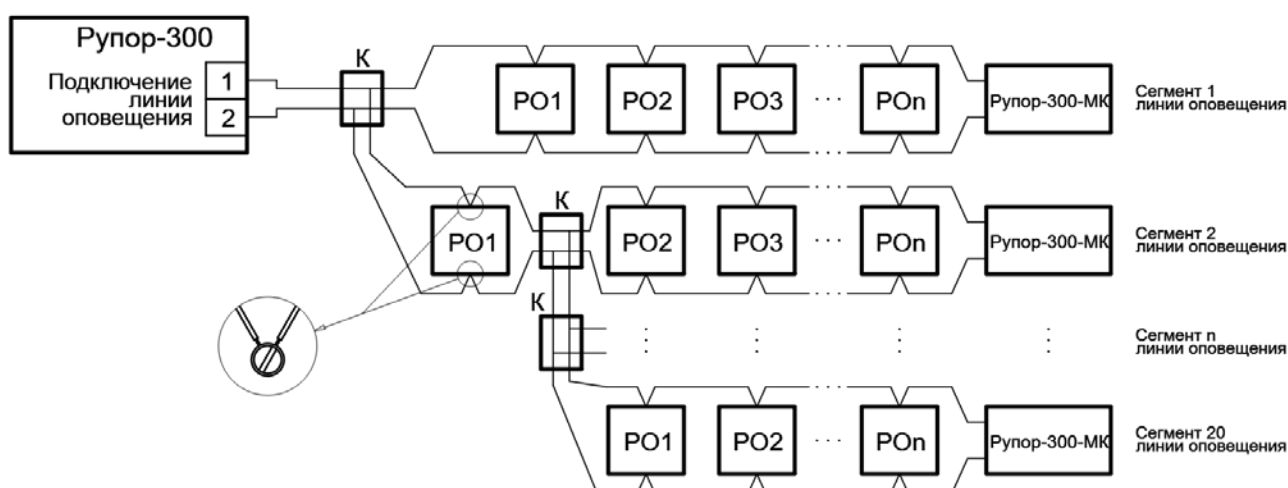 Рупор-300
Подключение
линии
оповещения
1
2
К
РО1
РО2
РО3
РОn
Рупор-300-МК
Сегмент 1
линии оповещения
РО1
К
РО2
РО3
РОn
Рупор-300-МК
Сегмент 2
линии оповещения
К
Сегмент n
линии оповещения
РО1
РО2
РОn
Рупор-300-МК
Сегмент 20
линии оповещения